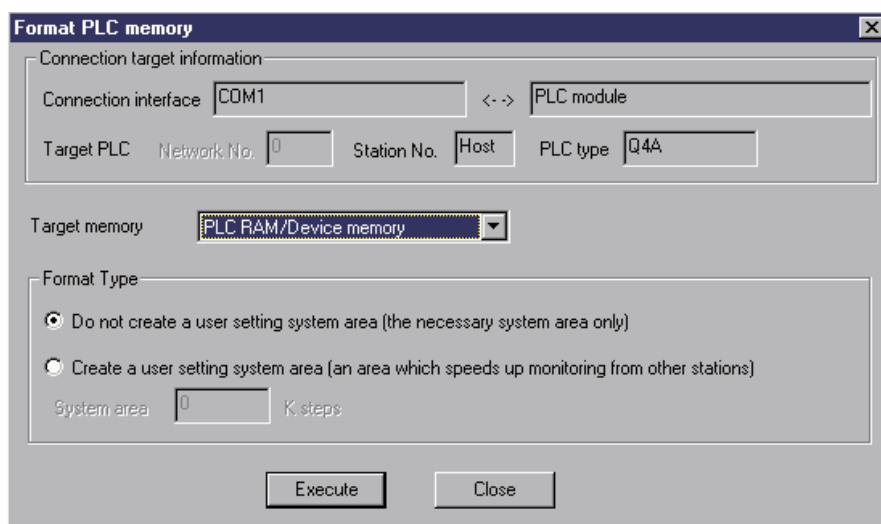 Format PLC memory
Connection target information
Connection interface COM1 <--> PLC module
Target PLC Network No. 0 Station No. Host PLC type Q4A
Target memory PLC RAM/Device memory
Format Type
Do not create a user setting system area (the necessary system area only)
Create a user setting system area (an area which speeds up monitoring from other stations)
System area 0 K steps
Execute Close